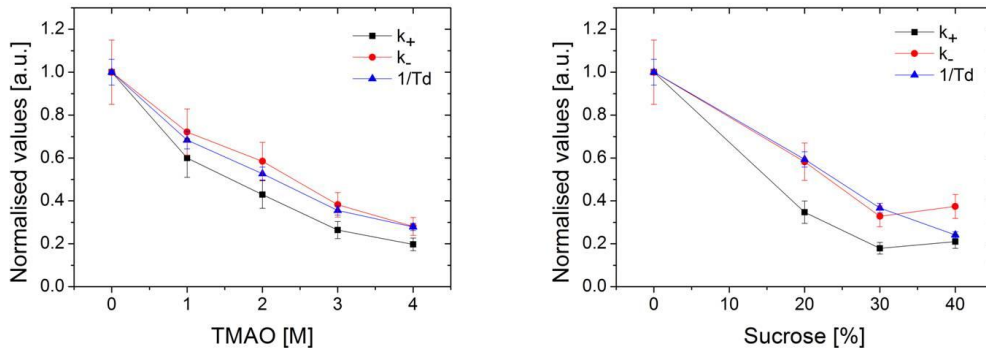 Normalised values [a.u.]
1.2
1.0
0.8
0.6
0.4
0.2
0.0
k+
k-
1/Td
0 1 2 3 4
TMAO [M]
Normalised values [a.u.]
1.2
1.0
0.8
0.6
0.4
0.2
0.0
k+
k-
1/Td
0 10 20 30 40
Sucrose [%]